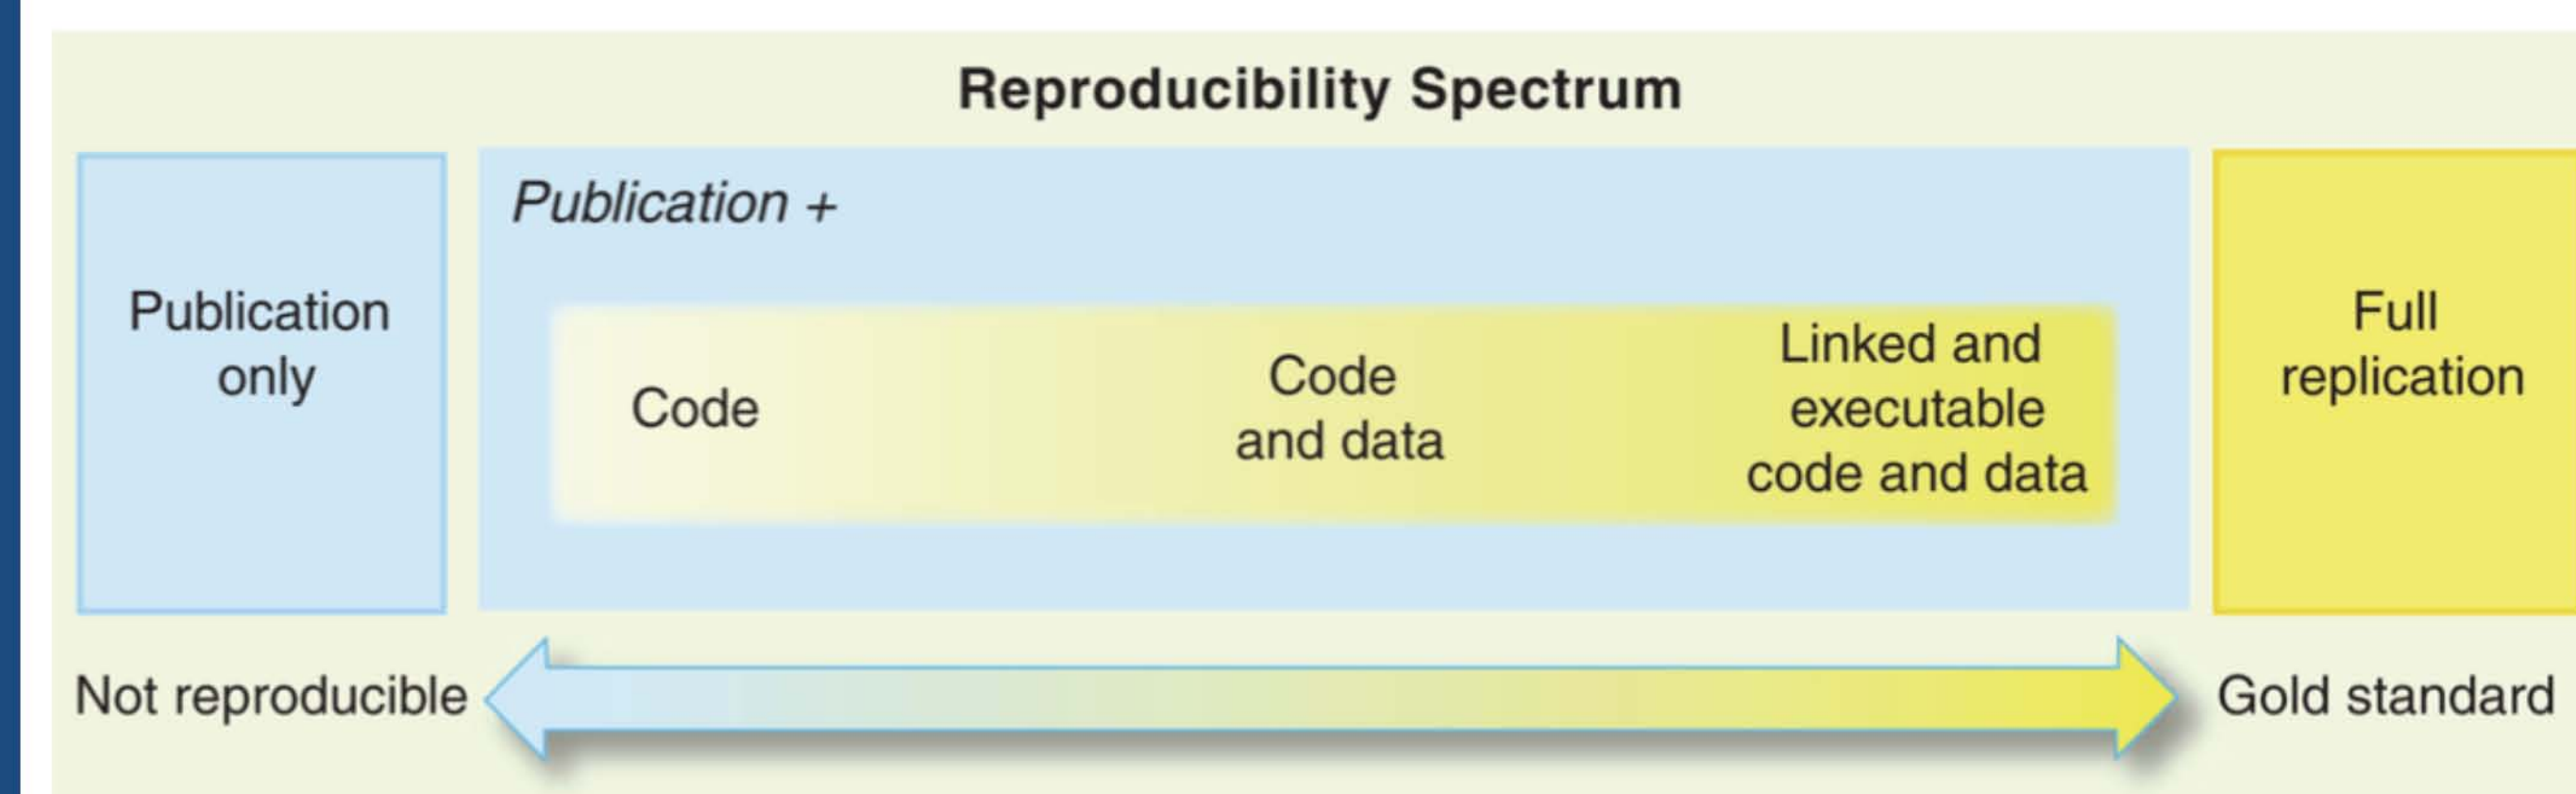 Reproducibility Spectrum
Publication
only
Publication +
Code
Code
and data
Linked and
executable
code and data
Full
replication
Not reproducible
Gold standard